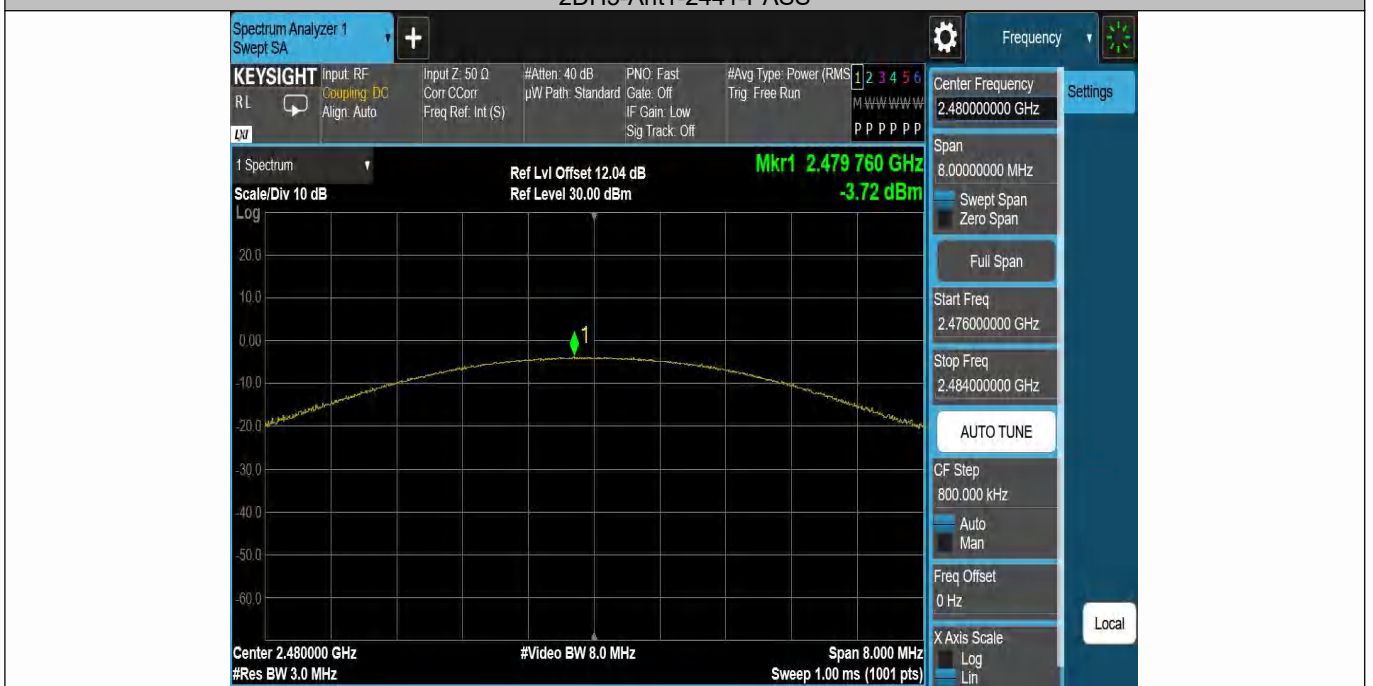 2DH5-Ant1-2441-PASS
Spectrum Analyzer 1
Swept SA
+
Frequency
KEYSIGHT
RL
LXI
Input: RF
Coupling: DC
Align: Auto
Input Z: 50 Ω
Corr CCorr
Freq Ref: Int (S)
#Atten: 40 dB
µW Path: Standard
PNO: Fast
Gate: Off
IF Gain: Low
Sig Track: Off
#Avg Type: Power (RMS
Trig: Free Run
1 2 3 4 5 6
M W W W W W
P P P P P P
Center Frequency
2.480000000 GHz
Settings
1 Spectrum
Scale/Div 10 dB
Log
Ref Lvl Offset 12.04 dB
Ref Level 30.00 dBm
Mkr1 2.479 760 GHz
-3.72 dBm
Span
8.00000000 MHz
Swept Span
Zero Span
Full Span
Start Freq
2.476000000 GHz
Stop Freq
2.484000000 GHz
AUTO TUNE
CF Step
800.000 kHz
Auto
Man
Freq Offset
0 Hz
X Axis Scale
Log
Lin
Local
20.0
10.0
0.00
-10.0
-20.0
-30.0
-40.0
-50.0
-60.0
1
Center 2.480000 GHz
#Res BW 3.0 MHz
#Video BW 8.0 MHz
Span 8.000 MHz
Sweep 1.00 ms (1001 pts)